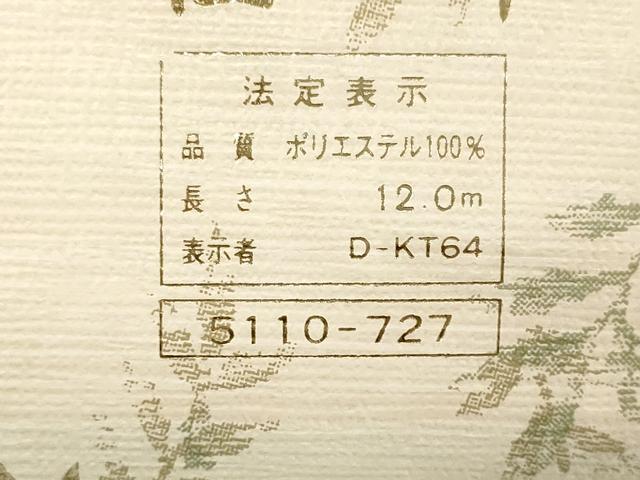 法定表示
品質 ポリエステル100%
長さ 12.0m
表示者 D-KT64
5110-727